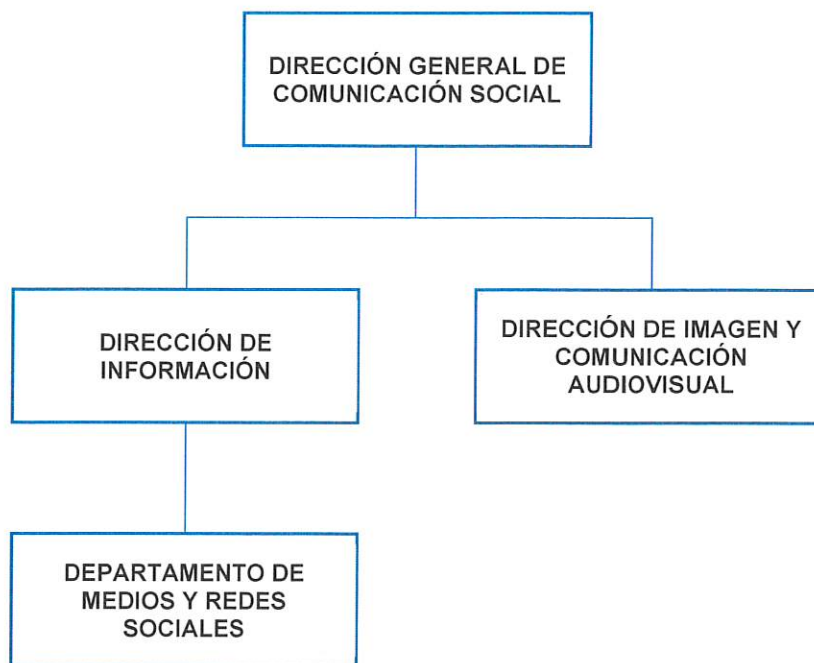 DIRECCIÓN GENERAL DE
COMUNICACIÓN SOCIAL
DIRECCIÓN DE
INFORMACIÓN
DIRECCIÓN DE IMAGEN Y
COMUNICACIÓN
AUDIOVISUAL
DEPARTAMENTO DE
MEDIOS Y REDES
SOCIALES